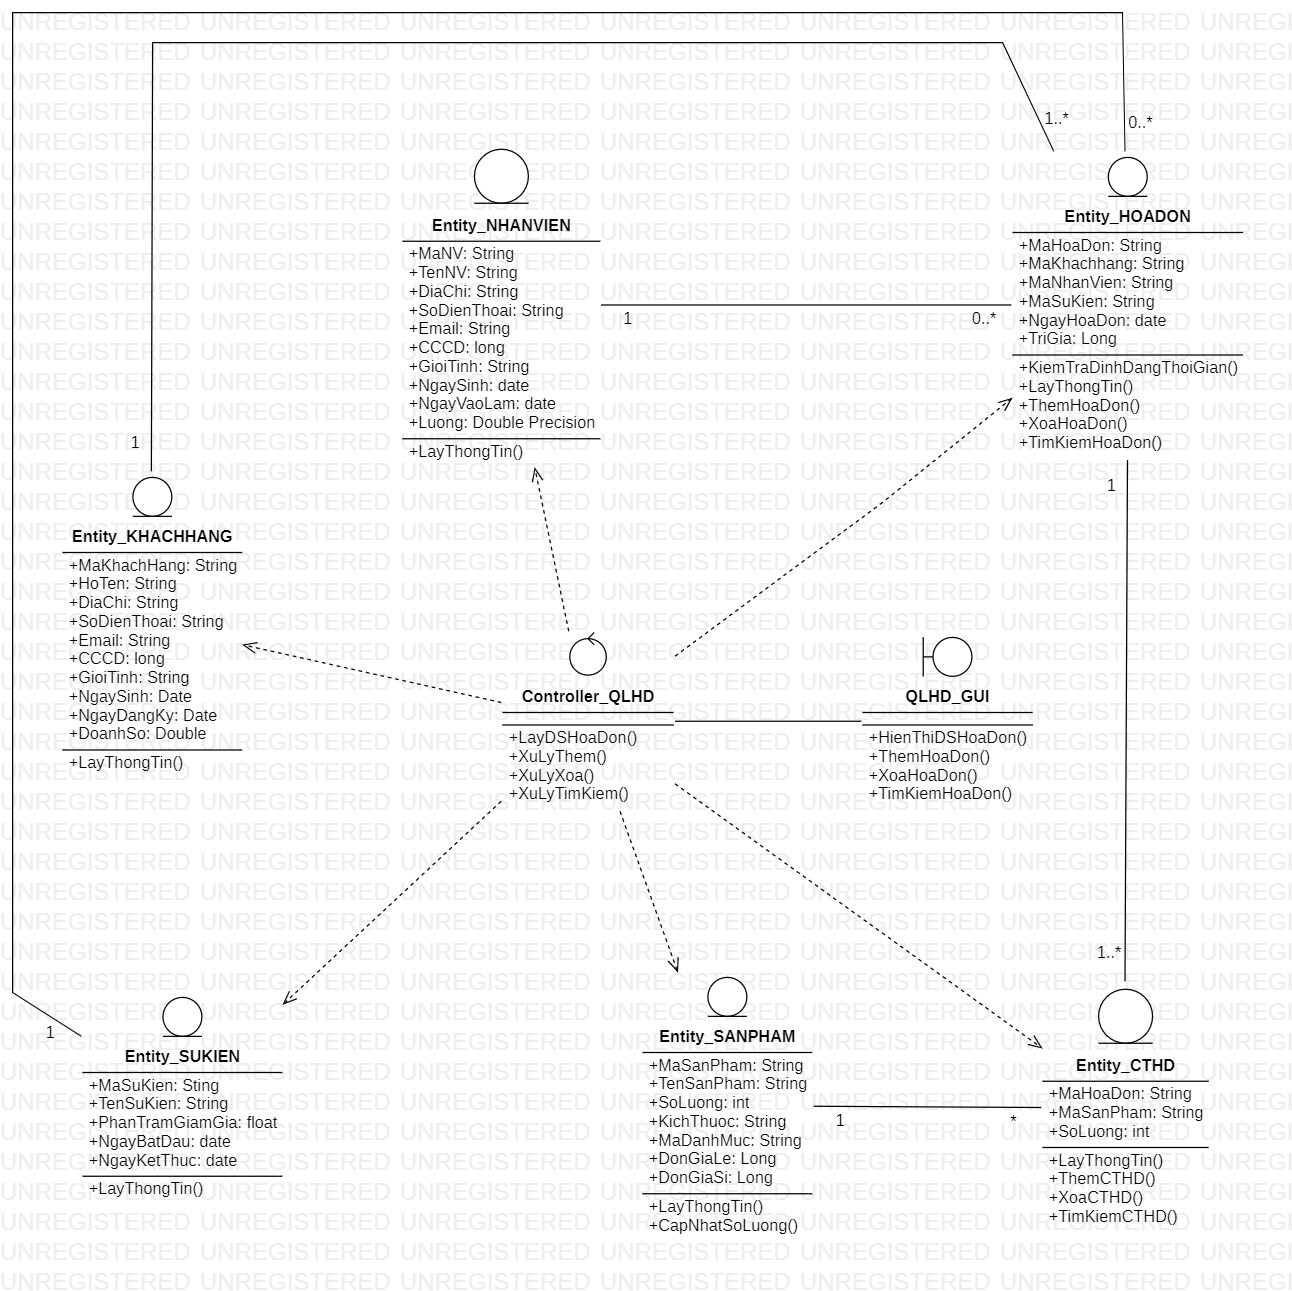 1..*
0..*
Entity_NHANVIEN
+MaNV: String
+TenNV: String
+DiaChi: String
+SoDienThoai: String
+Email: String
+CCCD: long
+GioiTinh: String
+NgaySinh: date
+NgayVaoLam: date
+Luong: Double Precision
+LayThongTin()
1
0..*
Entity_HOADON
+MaHoaDon: String
+MaKhachhang: String
+MaNhanVien: String
+MaSuKien: String
+NgayHoaDon: date
+TriGia: Long
+KiemTraDinhDangThoiGian()
+LayThongTin()
+ThemHoaDon()
+XoaHoaDon()
+TimKiemHoaDon()
1
1
Entity_KHACHHANG
+MaKhachHang: String
+HoTen: String
+DiaChi: String
+SoDienThoai: String
+Email: String
+CCCD: long
+GioiTinh: String
+NgaySinh: Date
+NgayDangKy: Date
+DoanhSo: Double
+LayThongTin()
Controller_QLHD
+LayDSHoaDon()
+XuLyThem()
+XuLyXoa()
+XuLyTimKiem()
QLHD_GUI
+HienThiDSHoaDon()
+ThemHoaDon()
+XoaHoaDon()
+TimKiemHoaDon()
1..*
1
Entity_SUKIEN
+MaSuKien: Sting
+TenSuKien: String
+PhanTramGiamGia: float
+NgayBatDau: date
+NgayKetThuc: date
+LayThongTin()
Entity_SANPHAM
+MaSanPham: String
+TenSanPham: String
+SoLuong: int
+KichThuoc: String
+MaDanhMuc: String
+DonGiaLe: Long
+DonGiaSi: Long
+LayThongTin()
+CapNhatSoLuong()
1
*
Entity_CTHD
+MaHoaDon: String
+MaSanPham: String
+SoLuong: int
+LayThongTin()
+ThemCTHD()
+XoaCTHD()
+TimKiemCTHD()
UNREGISTERED